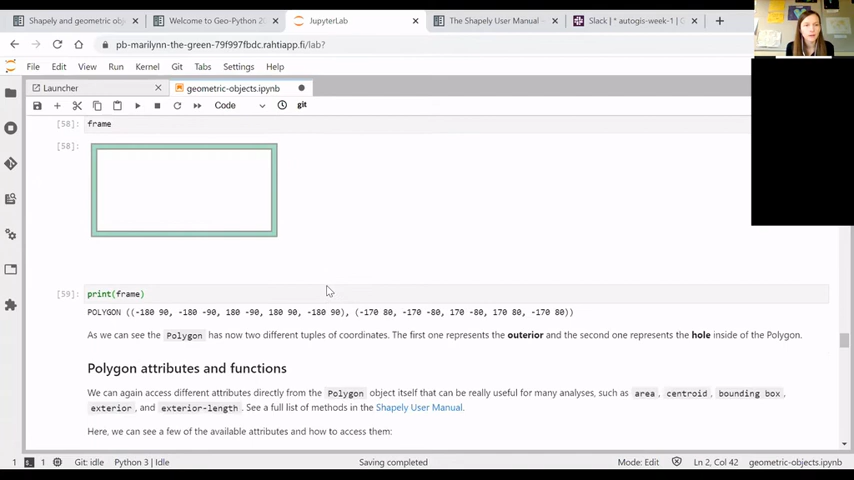 Shapely and geometric obj
Welcome to Geo-Python 20
JupyterLab
The Shapely User Manual —
Slack | * autogis-week-1 | G
pb-marilynn-the-green-79f997fbdc.rahtiapp.fi/lab?
File Edit View Run Kernel Git Tabs Settings Help
Launcher
geometric-objects.ipynb
Code
git
[58]
frame
[58]
[59]
print(frame)
POLYGON ((-180 90, -180 -90, 180 -90, 180 90, -180 90), (-170 80, -170 -80, 170 -80, 170 80, -170 80))
As we can see the Polygon has now two different tuples of coordinates. The first one represents the outerior and the second one represents the hole inside of the Polygon.
Polygon attributes and functions
We can again access different attributes directly from the Polygon object itself that can be really useful for many analyses, such as area, centroid, bounding box,
exterior, and exterior-length. See a full list of methods in the Shapely User Manual.
Here, we can see a few of the available attributes and how to access them:
1 1 Git: idle Python 3 | Idle Saving completed Mode: Edit Ln 2, Col 42 geometric-objects.ipynb